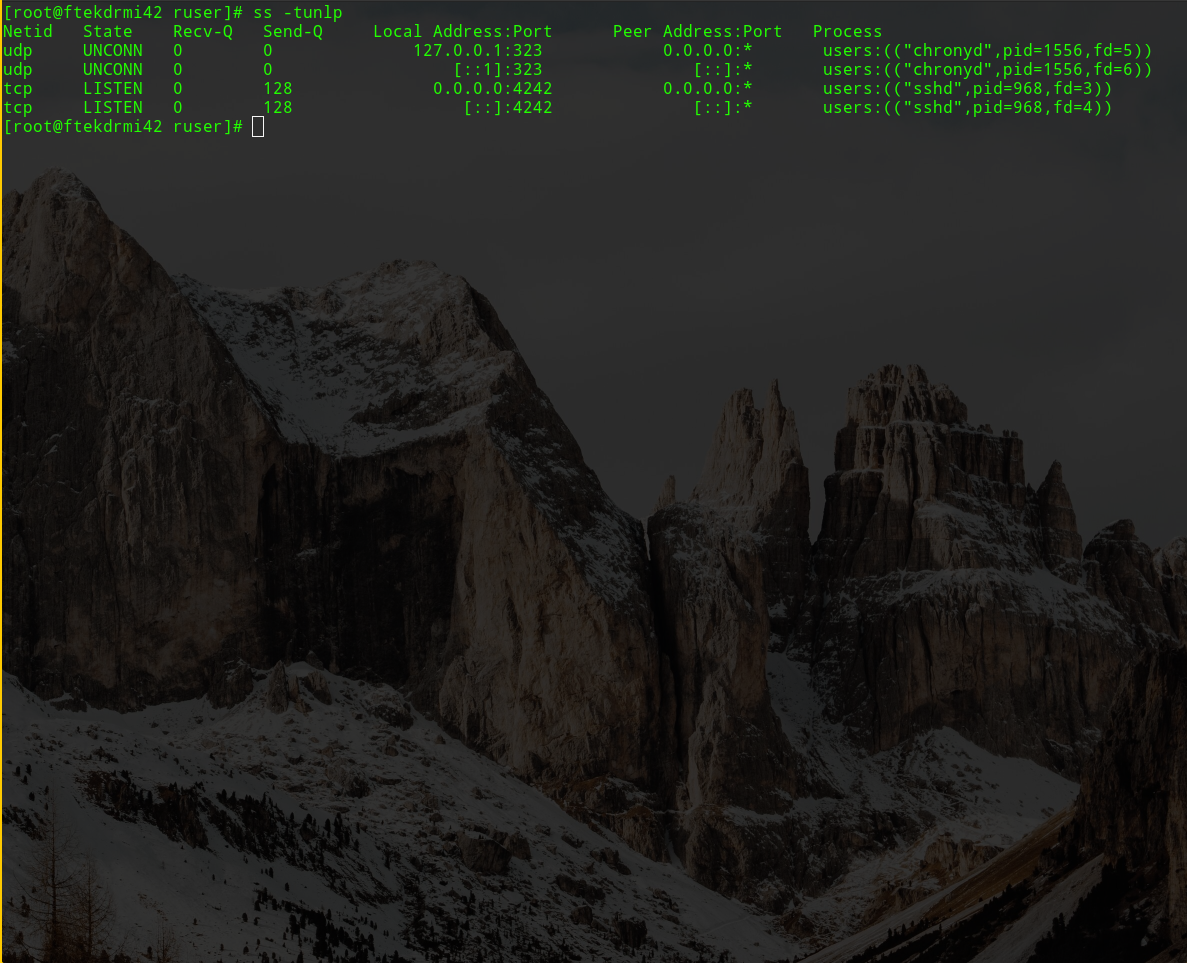 [root@ftekdrmi42 ruser]# ss -tunlp
Netid   State    Recv-Q   Send-Q     Local Address:Port      Peer Address:Port   Process
udp     UNCONN   0        0              127.0.0.1:323            0.0.0.0:*       users:(("chronyd",pid=1556,fd=5))
udp     UNCONN   0        0                  [::1]:323               [::]:*       users:(("chronyd",pid=1556,fd=6))
tcp     LISTEN   0        128              0.0.0.0:4242           0.0.0.0:*       users:(("sshd",pid=968,fd=3))
tcp     LISTEN   0        128                 [::]:4242              [::]:*       users:(("sshd",pid=968,fd=4))
[root@ftekdrmi42 ruser]#